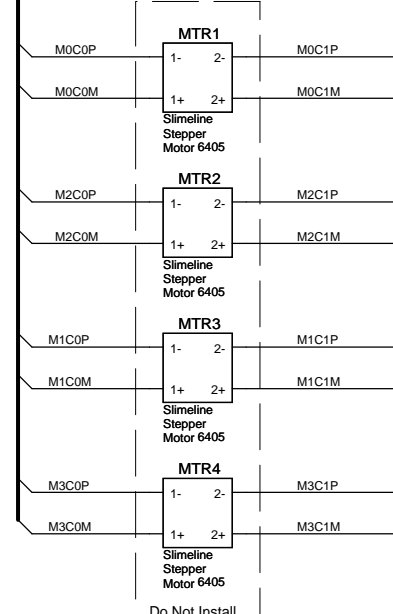 MTR1
M0C0P 1- 2- M0C1P
M0C0M 1+ 2+ M0C1M
Slimeline
Stepper
Motor 6405
MTR2
M2C0P 1- 2- M2C1P
M2C0M 1+ 2+ M2C1M
Slimeline
Stepper
Motor 6405
MTR3
M1C0P 1- 2- M1C1P
M1C0M 1+ 2+ M1C1M
Slimeline
Stepper
Motor 6405
MTR4
M3C0P 1- 2- M3C1P
M3C0M 1+ 2+ M3C1M
Slimeline
Stepper
Motor 6405
Do Not Install